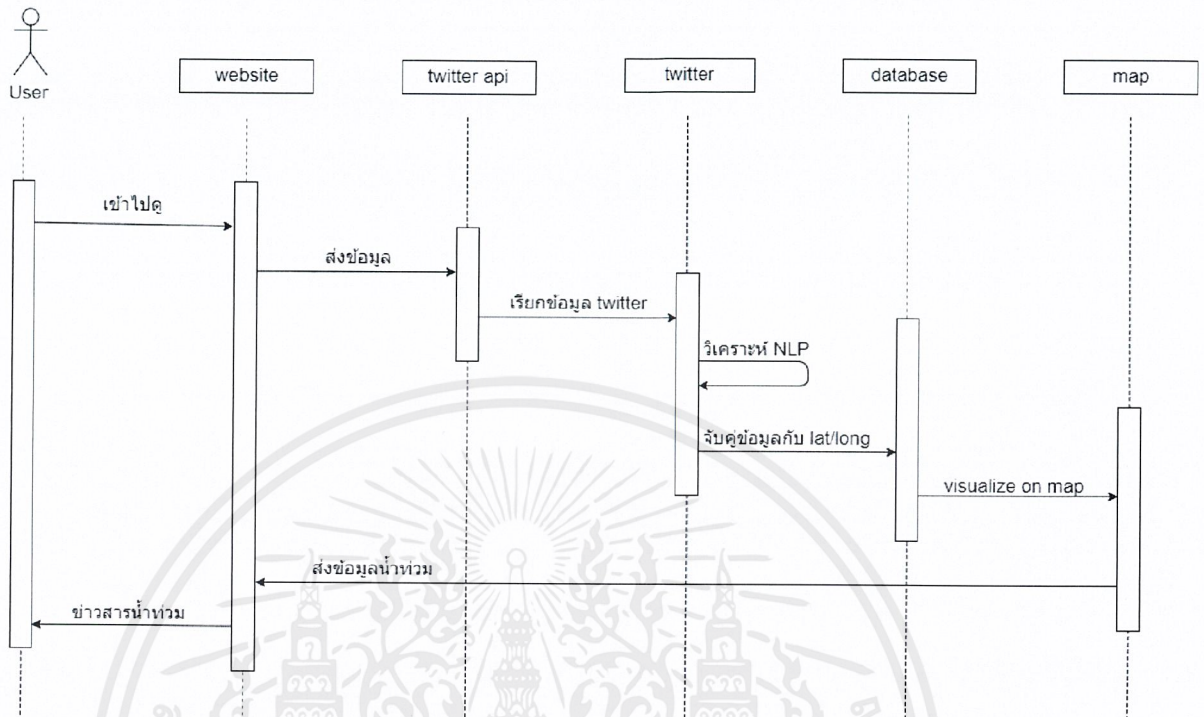 User
website
twitter api
twitter
database
map
เข้าไปดู
ส่งข้อมูล
เรียกข้อมูล twitter
วิเคราะห์ NLP
จับคู่ข้อมูลกับ lat/long
visualize on map
ส่งข้อมูลน้ำท่วม
ข่าวสารน้ำท่วม